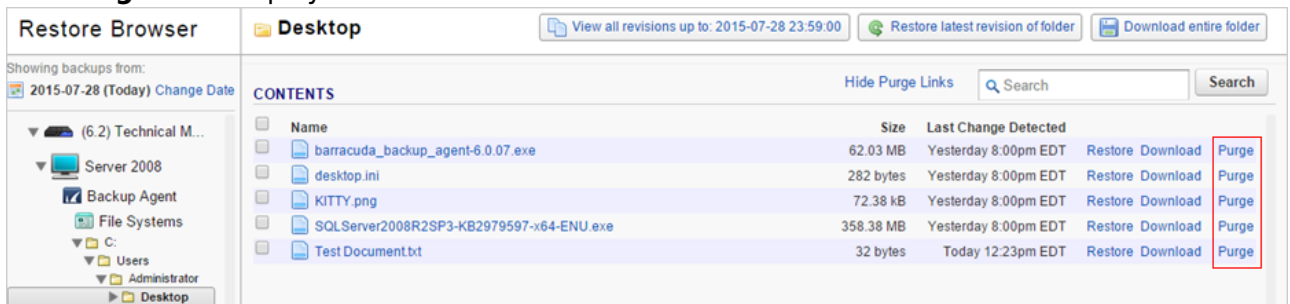 Restore Browser
Desktop
View all revisions up to: 2015-07-28 23:59:00
Restore latest revision of folder
Download entire folder
Showing backups from:
2015-07-28 (Today) Change Date
CONTENTS
Hide Purge Links
Search
Search
(6.2) Technical M...
Server 2008
Backup Agent
File Systems
C:
Users
Administrator
Desktop
Name Size Last Change Detected
barracuda_backup_agent-6.0.07.exe 62.03 MB Yesterday 8:00pm EDT Restore Download Purge
desktop.ini 282 bytes Yesterday 8:00pm EDT Restore Download Purge
KITTY.png 72.38 kB Yesterday 8:00pm EDT Restore Download Purge
SQLServer2008R2SP3-KB2979597-x64-ENU.exe 358.38 MB Yesterday 8:00pm EDT Restore Download Purge
Test Document.txt 32 bytes Today 12:23pm EDT Restore Download Purge